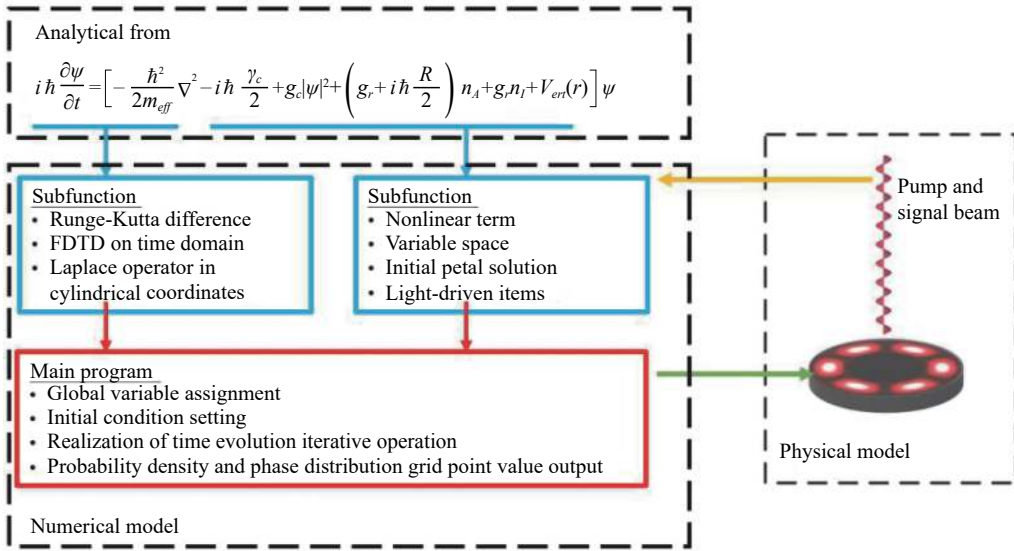 Analytical from
iℏ ∂ψ/∂t = [ − ℏ²/2m_eff ∇² − iℏ γ_c/2 + g_c|ψ|² + ( g_r + iℏ R/2 ) n_A + g_r n_I + V_ert(r) ] ψ
Subfunction
• Runge-Kutta difference
• FDTD on time domain
• Laplace operator in
cylindrical coordinates
Subfunction
• Nonlinear term
• Variable space
• Initial petal solution
• Light-driven items
Main program
• Global variable assignment
• Initial condition setting
• Realization of time evolution iterative operation
• Probability density and phase distribution grid point value output
Numerical model
Pump and
signal beam
Physical model